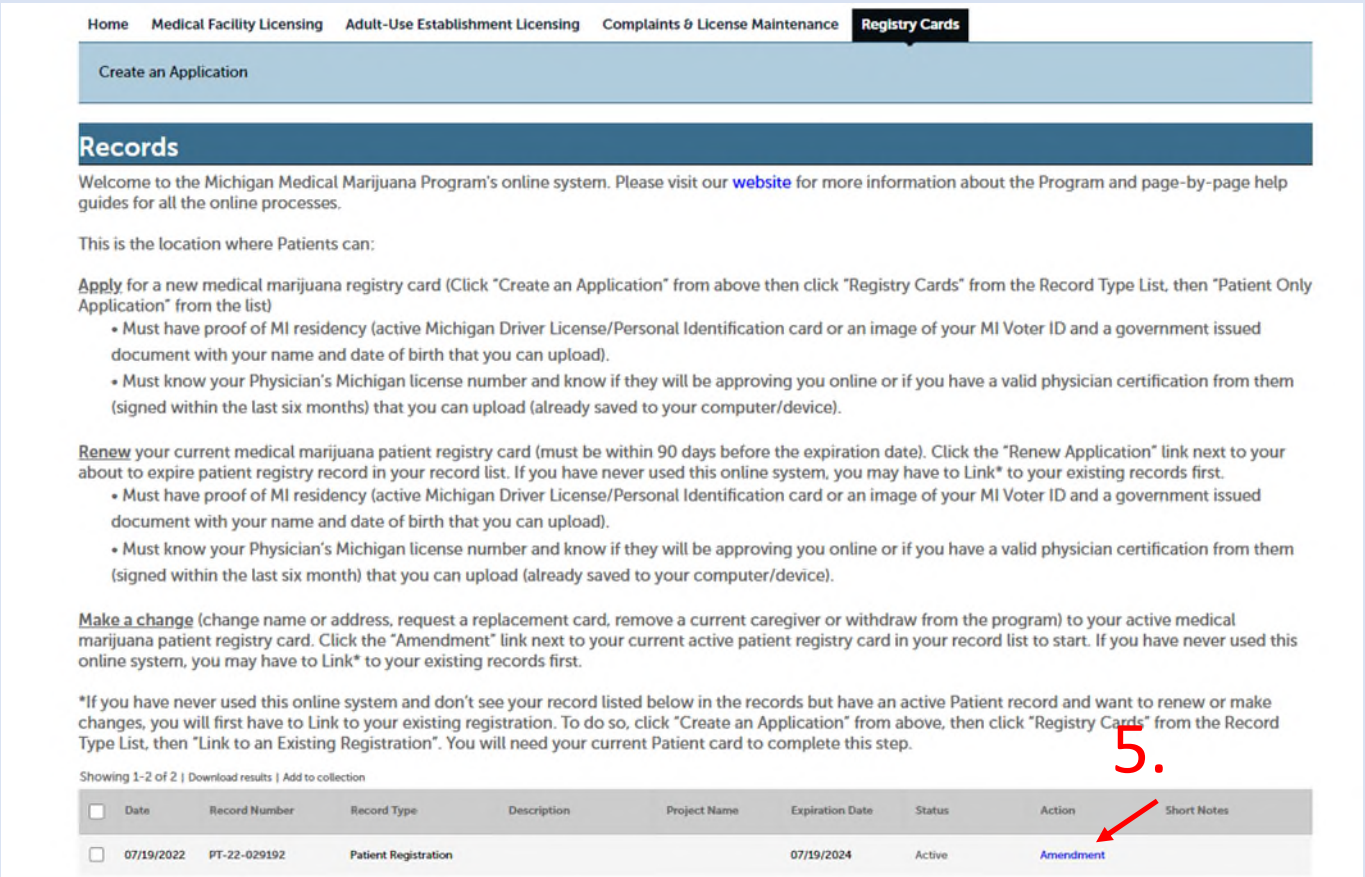 Home Medical Facility Licensing Adult-Use Establishment Licensing Complaints & License Maintenance Registry Cards
Create an Application
Records
Welcome to the Michigan Medical Marijuana Program's online system. Please visit our website for more information about the Program and page-by-page help
guides for all the online processes.
This is the location where Patients can:
Apply for a new medical marijuana registry card (Click "Create an Application" from above then click "Registry Cards" from the Record Type List, then "Patient Only
Application" from the list)
• Must have proof of MI residency (active Michigan Driver License/Personal Identification card or an image of your MI Voter ID and a government issued
document with your name and date of birth that you can upload).
• Must know your Physician's Michigan license number and know if they will be approving you online or if you have a valid physician certification from them
(signed within the last six months) that you can upload (already saved to your computer/device).
Renew your current medical marijuana patient registry card (must be within 90 days before the expiration date). Click the "Renew Application" link next to your
about to expire patient registry record in your record list. If you have never used this online system, you may have to Link* to your existing records first.
• Must have proof of MI residency (active Michigan Driver License/Personal Identification card or an image of your MI Voter ID and a government issued
document with your name and date of birth that you can upload).
• Must know your Physician's Michigan license number and know if they will be approving you online or if you have a valid physician certification from them
(signed within the last six month) that you can upload (already saved to your computer/device).
Make a change (change name or address, request a replacement card, remove a current caregiver or withdraw from the program) to your active medical
marijuana patient registry card. Click the "Amendment" link next to your current active patient registry card in your record list to start. If you have never used this
online system, you may have to Link* to your existing records first.
*If you have never used this online system and don't see your record listed below in the records but have an active Patient record and want to renew or make
changes, you will first have to Link to your existing registration. To do so, click "Create an Application" from above, then click "Registry Cards" from the Record
Type List, then "Link to an Existing Registration". You will need your current Patient card to complete this step.
5.
Showing 1-2 of 2 | Download results | Add to collection
Date Record Number Record Type Description Project Name Expiration Date Status Action Short Notes
07/19/2022 PT-22-029192 Patient Registration 07/19/2024 Active Amendment